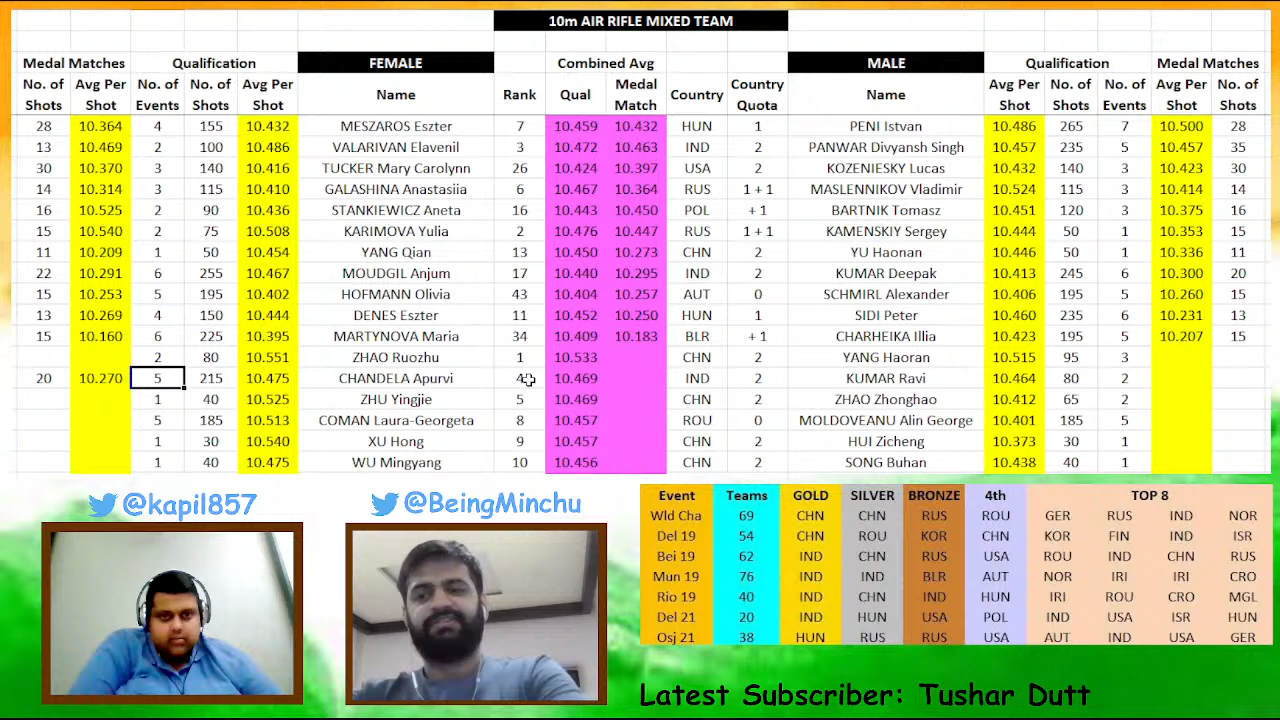 10m AIR RIFLE MIXED TEAM
Medal Matches Qualification FEMALE Combined Avg MALE Qualification Medal Matches
No. of Shots Avg Per Shot No. of Events No. of Shots Avg Per Shot Name Rank Qual Medal Match Country Country Quota Name Avg Per Shot No. of Shots No. of Events Avg Per Shot No. of Shots
28 10.364 4 155 10.432 MESZAROS Eszter 7 10.459 10.432 HUN 1 PENI Istvan 10.486 265 7 10.500 28
13 10.469 2 100 10.486 VALARIVAN Elavenil 3 10.472 10.463 IND 2 PANWAR Divyansh Singh 10.457 235 5 10.457 35
30 10.370 3 140 10.416 TUCKER Mary Carolynn 26 10.424 10.397 USA 2 KOZENIESKY Lucas 10.432 140 3 10.423 30
14 10.314 3 115 10.410 GALASHINA Anastasiia 6 10.467 10.364 RUS 1 + 1 MASLENNIKOV Vladimir 10.524 115 3 10.414 14
16 10.525 2 90 10.436 STANKIEWICZ Aneta 16 10.443 10.450 POL + 1 BARTNIK Tomasz 10.451 120 3 10.375 16
15 10.540 2 75 10.508 KARIMOVA Yulia 2 10.476 10.447 RUS 1 + 1 KAMENSKIY Sergey 10.444 50 1 10.353 15
11 10.209 1 50 10.454 YANG Qian 13 10.450 10.273 CHN 2 YU Haonan 10.446 50 1 10.336 11
22 10.291 6 255 10.467 MOUDGIL Anjum 17 10.440 10.295 IND 2 KUMAR Deepak 10.413 245 6 10.300 20
15 10.253 5 195 10.402 HOFMANN Olivia 43 10.404 10.257 AUT 0 SCHMIRL Alexander 10.406 195 5 10.260 15
13 10.269 4 150 10.444 DENES Eszter 11 10.452 10.250 HUN 1 SIDI Peter 10.460 235 6 10.231 13
15 10.160 6 225 10.395 MARTYNOVA Maria 34 10.409 10.183 BLR + 1 CHARHEIKA Illia 10.423 195 5 10.207 15
2 80 10.551 ZHAO Ruozhu 1 10.533 CHN 2 YANG Haoran 10.515 95 3
20 10.270 5 215 10.475 CHANDELA Apurvi 4 10.469 IND 2 KUMAR Ravi 10.464 80 2
1 40 10.525 ZHU Yingjie 5 10.469 CHN 2 ZHAO Zhonghao 10.412 65 2
5 185 10.513 COMAN Laura-Georgeta 8 10.457 ROU 0 MOLDOVEANU Alin George 10.401 185 5
1 30 10.540 XU Hong 9 10.457 CHN 2 HUI Zicheng 10.373 30 1
1 40 10.475 WU Mingyang 10 10.456 CHN 2 SONG Buhan 10.438 40 1
@kapil857
@BeingMinchu
Event Teams GOLD SILVER BRONZE 4th TOP 8
Wld Cha 69 CHN CHN RUS ROU GER RUS IND NOR
Del 19 54 CHN ROU KOR CHN KOR FIN IND ISR
Bei 19 62 IND CHN RUS USA ROU IND CHN RUS
Mun 19 76 IND IND BLR AUT NOR IRI IRI CRO
Rio 19 40 IND CHN IND HUN IRI ROU CRO MGL
Del 21 20 IND HUN USA POL IND USA ISR HUN
Osj 21 38 HUN RUS RUS USA AUT IND USA GER
Latest Subscriber: Tushar Dutt